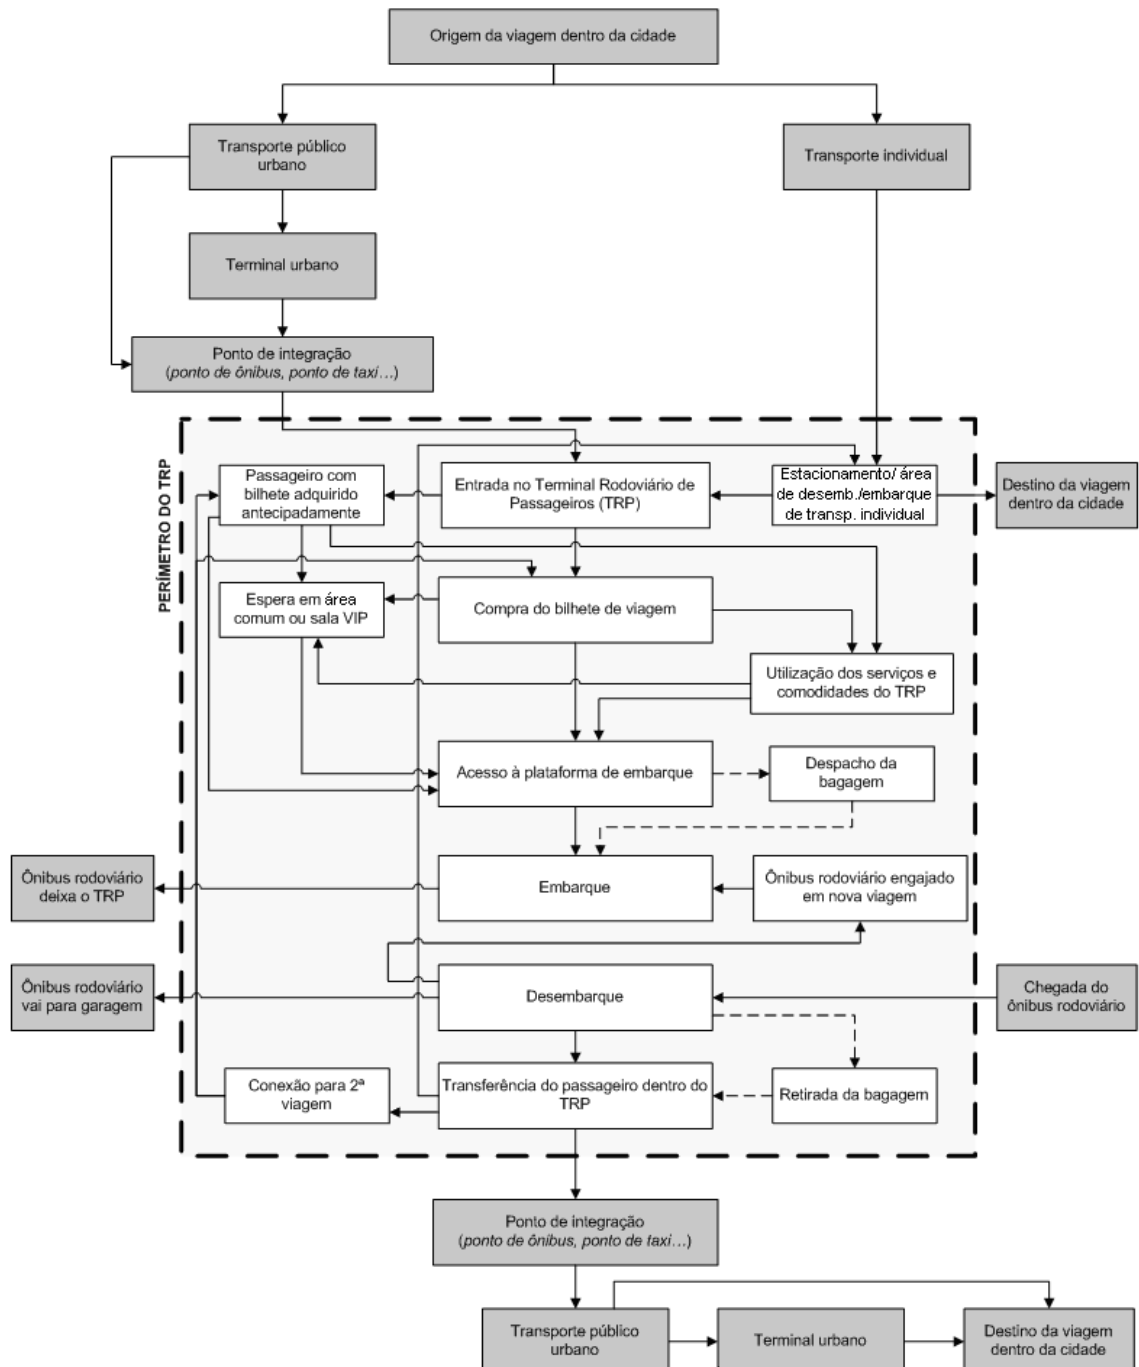 Origem da viagem dentro da cidade
Transporte público
urbano
Transporte individual
Terminal urbano
Ponto de integração
(ponto de ônibus, ponto de taxi…)
PERÍMETRO DO TRP
Passageiro com
bilhete adquirido
antecipadamente
Entrada no Terminal Rodoviário de
Passageiros (TRP)
Estacionamento/ área
de desemb./embarque
de transp. individual
Destino da viagem
dentro da cidade
Espera em área
comum ou sala VIP
Compra do bilhete de viagem
Utilização dos serviços e
comodidades do TRP
Acesso à plataforma de embarque
Despacho da
bagagem
Ônibus rodoviário
deixa o TRP
Embarque
Ônibus rodoviário engajado
em nova viagem
Ônibus rodoviário
vai para garagem
Desembarque
Chegada do
ônibus rodoviário
Conexão para 2ª
viagem
Transferência do passageiro dentro do
TRP
Retirada da bagagem
Ponto de integração
(ponto de ônibus, ponto de taxi…)
Transporte público
urbano
Terminal urbano
Destino da viagem
dentro da cidade